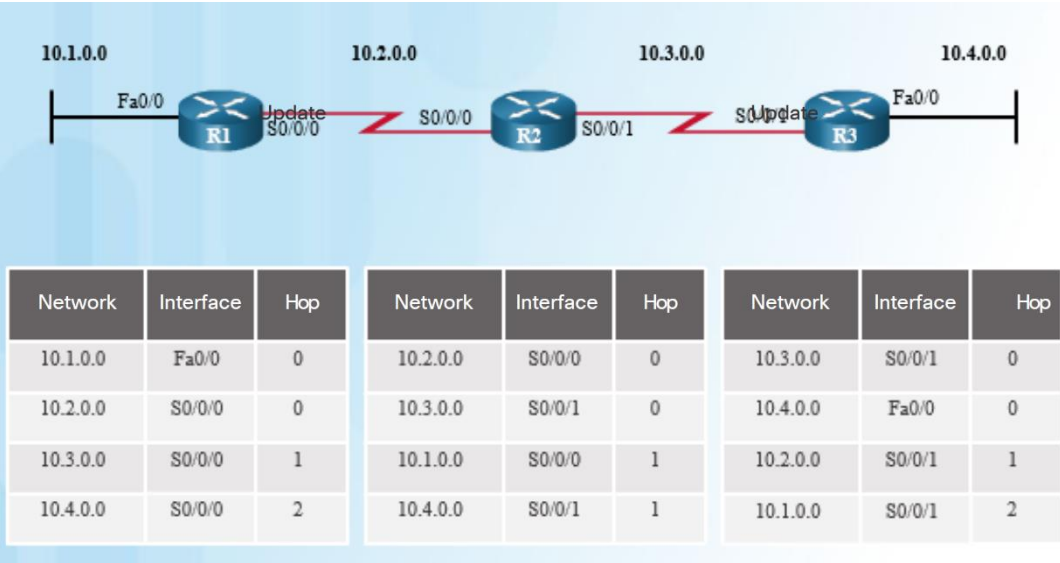 10.1.0.0 10.2.0.0 10.3.0.0 10.4.0.0
Fa0/0 Update S0/0/0 S0/0/1 Update Fa0/0
R1 S0/0/0 R2 S0/0/1 R3
Network Interface Hop Network Interface Hop Network Interface Hop
10.1.0.0 Fa0/0 0 10.2.0.0 S0/0/0 0 10.3.0.0 S0/0/1 0
10.2.0.0 S0/0/0 0 10.3.0.0 S0/0/1 0 10.4.0.0 Fa0/0 0
10.3.0.0 S0/0/0 1 10.1.0.0 S0/0/0 1 10.2.0.0 S0/0/1 1
10.4.0.0 S0/0/0 2 10.4.0.0 S0/0/1 1 10.1.0.0 S0/0/1 2